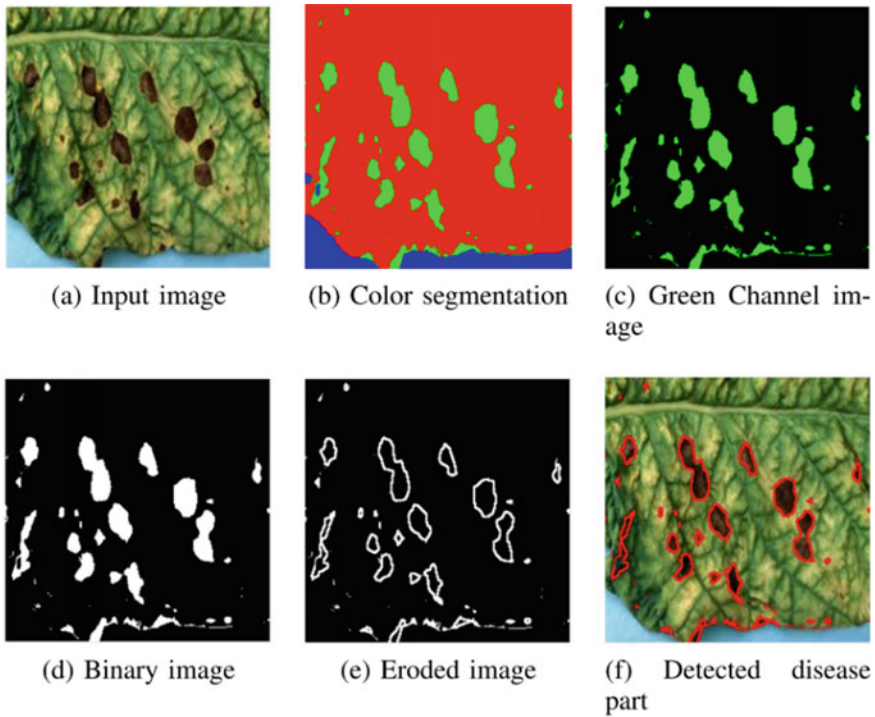 (a) Input image
(b) Color segmentation
(c) Green Channel im-
age
(d) Binary image
(e) Eroded image
(f) Detected disease
part